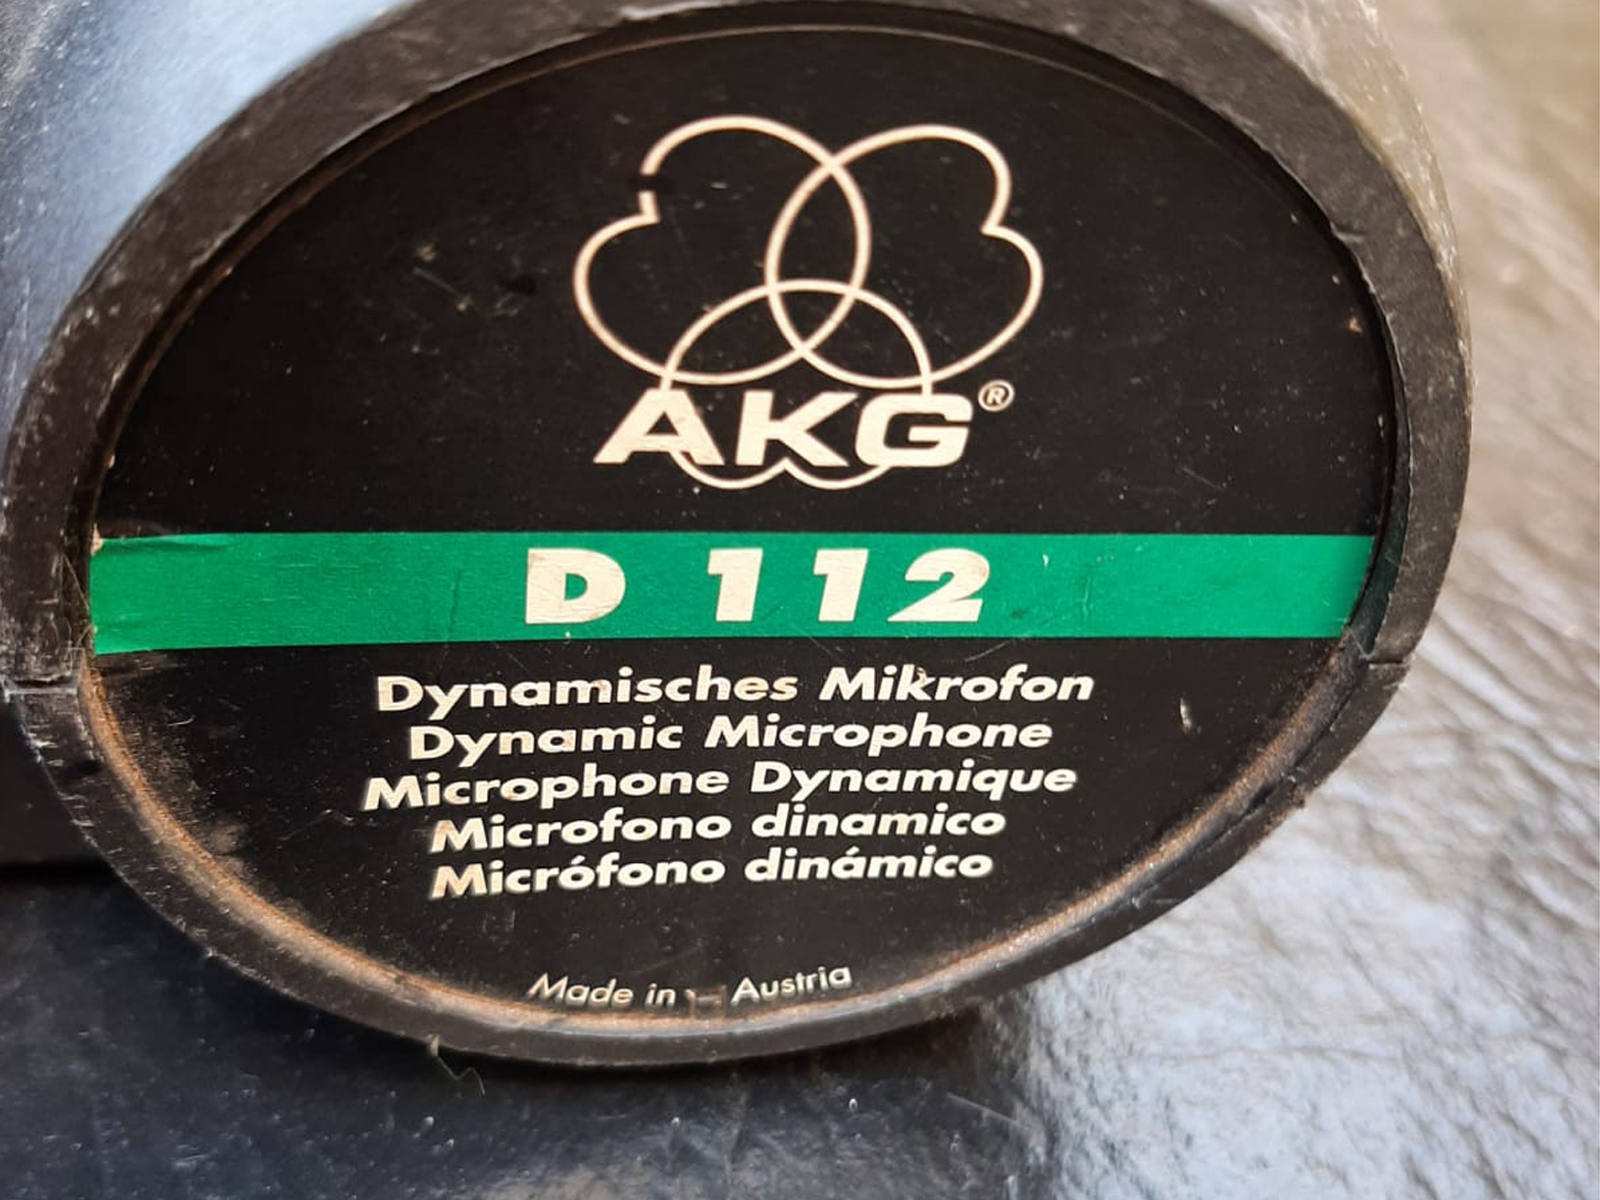 AKG®
D 112
Dynamisches Mikrofon
Dynamic Microphone
Microphone Dynamique
Microfono dinamico
Micrófono dinámico
Made in Austria